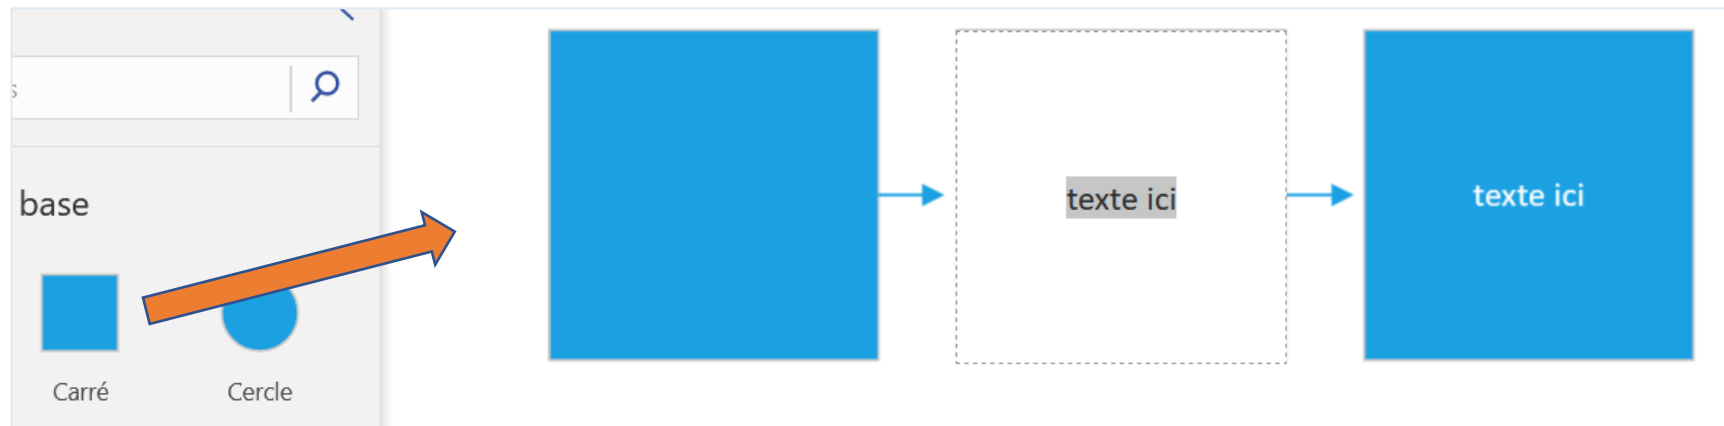 s
base
Carré
Cercle
texte ici
texte ici